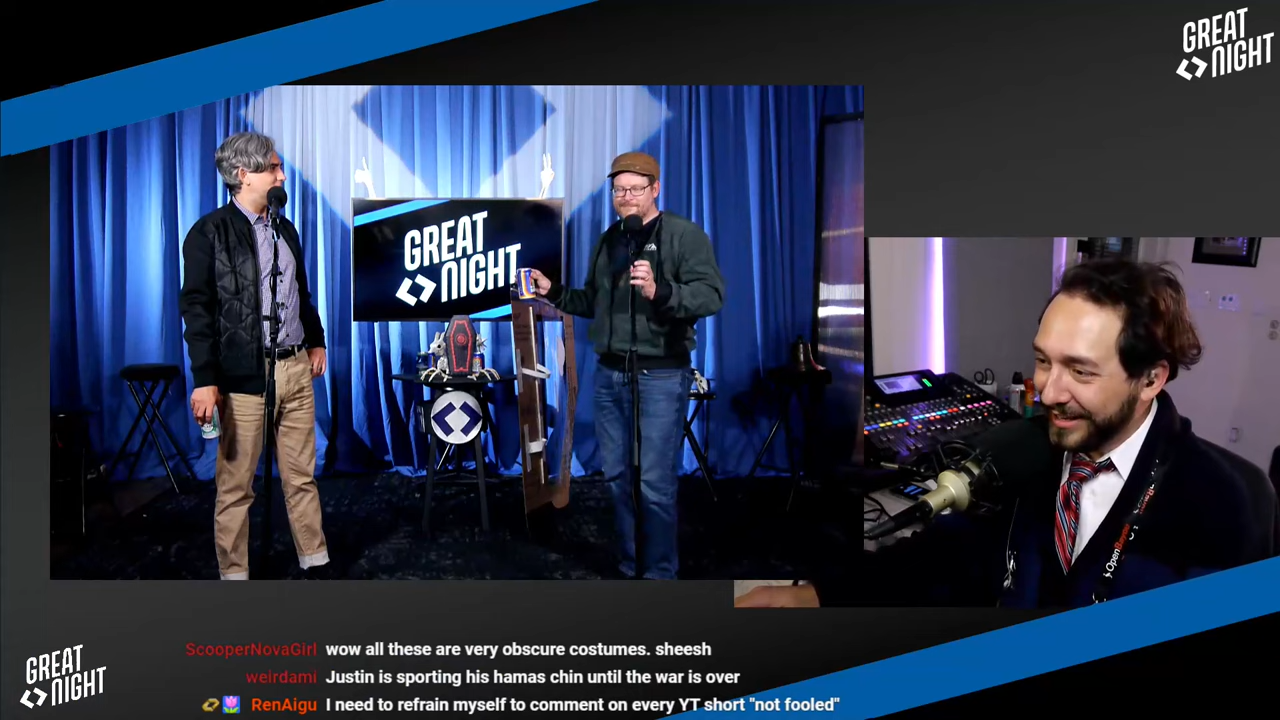 GREAT
NIGHT
GREAT
NIGHT
Open
GREAT
NIGHT
ScooperNovaGirl wow all these are very obscure costumes. sheesh
weirdami Justin is sporting his hamas chin until the war is over
RenAigu I need to refrain myself to comment on every YT short "not fooled"